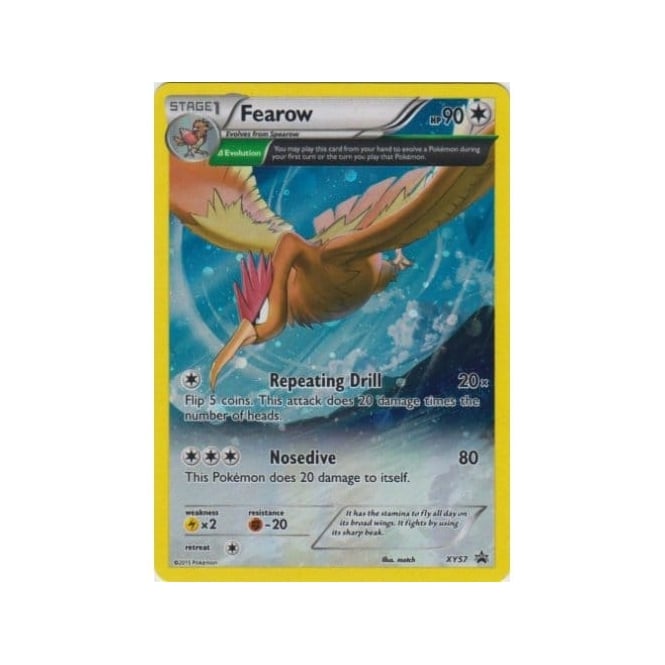 STAGE1 Fearow HP90
Evolves from Spearow
Δ Evolution You may play this card from your hand to evolve a Pokémon during
your first turn or the turn you play that Pokémon.
Repeating Drill 20x
Flip 5 coins. This attack does 20 damage times the
number of heads.
Nosedive 80
This Pokémon does 20 damage to itself.
weakness resistance
x2 -20
retreat
It has the stamina to fly all day on
its broad wings. It fights by using
its sharp beak.
©2015 Pokémon Illus. match XY57